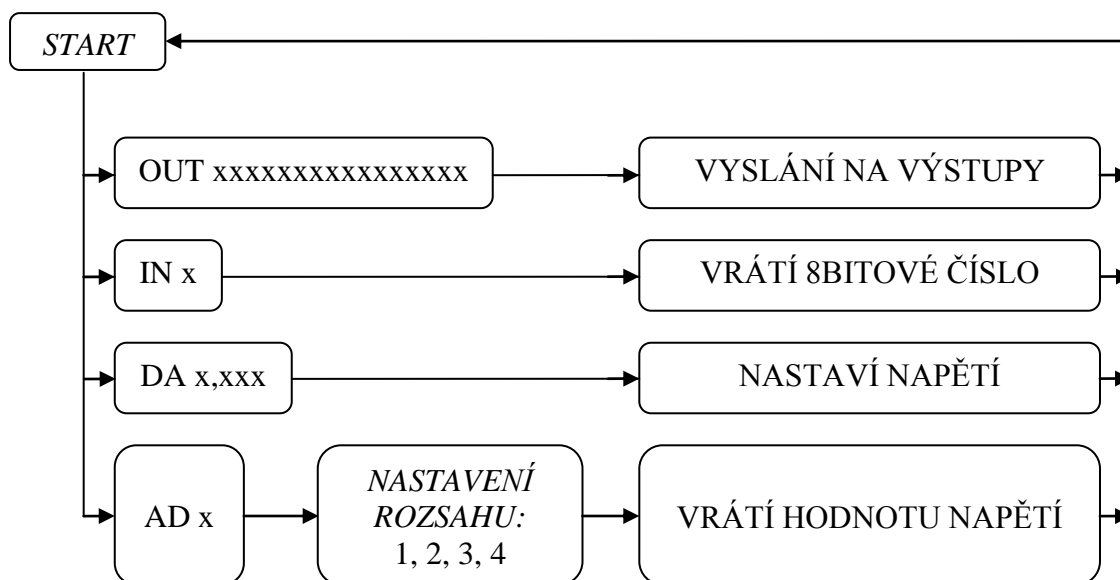 START
OUT xxxxxxxxxxxxxxxx
VYSLÁNÍ NA VÝSTUPY
IN x
VRÁTÍ 8BITOVÉ ČÍSLO
DA x,xxx
NASTAVÍ NAPĚTÍ
AD x
NASTAVENÍ
ROZSAHU:
1, 2, 3, 4
VRÁTÍ HODNOTU NAPĚTÍ